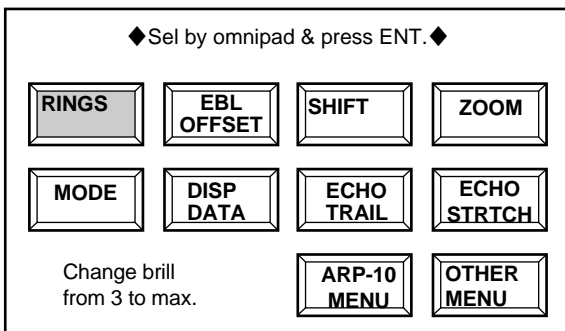 ◆Sel by omnipad & press ENT.◆
RINGS
EBL
OFFSET
SHIFT
ZOOM
MODE
DISP
DATA
ECHO
TRAIL
ECHO
STRTCH
Change brill
from 3 to max.
ARP-10
MENU
OTHER
MENU